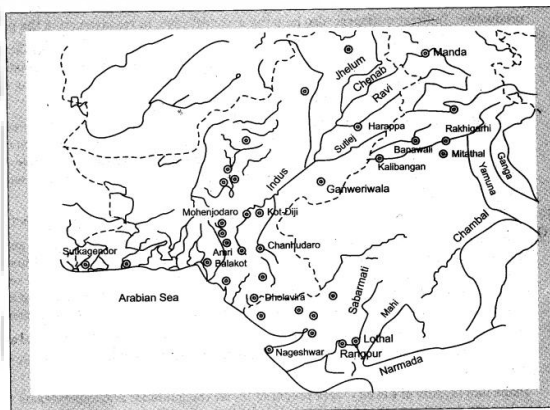 Manda
Jhelum
Chenab
Ravi
Harappa
Sutlej
Rakhigarhi
Banawali
Mitathal
Kalibangan
Ganweriwala
Indus
Yamuna
Ganga
Mohenjodaro
Kot-Diji
Chambal
Sutkagendor
Amri
Chanhudaro
Balakot
Arabian Sea
Dholavira
Sabarmati
Mahi
Lothal
Nageshwar
Rangpur
Narmada